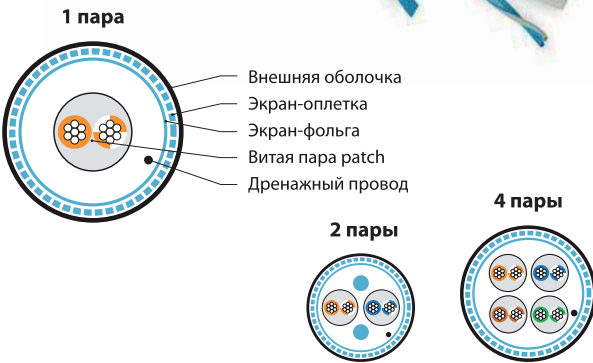 1 пара
Внешняя оболочка
Экран-оплетка
Экран-фольга
Витая пара patch
Дренажный провод
2 пары
4 пары